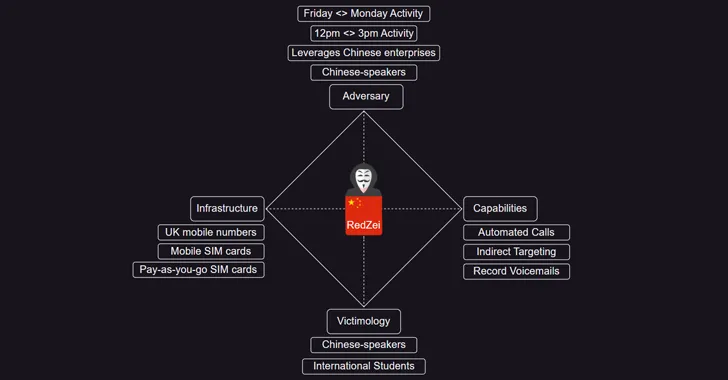 Friday <> Monday Activity
12pm <> 3pm Activity
Leverages Chinese enterprises
Chinese-speakers
Adversary
Infrastructure
UK mobile numbers
Mobile SIM cards
Pay-as-you-go SIM cards
RedZei
Capabilities
Automated Calls
Indirect Targeting
Record Voicemails
Victimology
Chinese-speakers
International Students